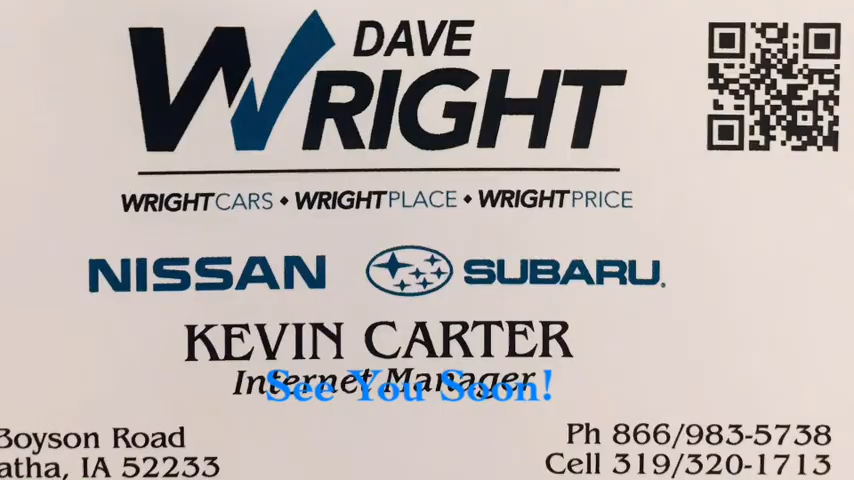 DAVE
WRIGHT
WRIGHTCARS • WRIGHTPLACE • WRIGHTPRICE
NISSAN SUBARU.
KEVIN CARTER
Internet Manager
See You Soon!
Boyson Road
atha, IA 52233
Ph 866/983-5738
Cell 319/320-1713